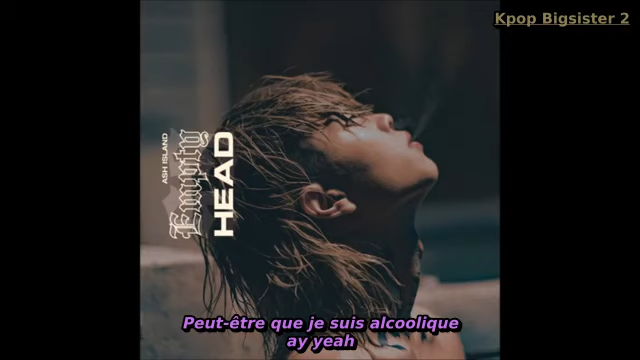 Kpop Bigsister 2
ASH ISLAND
Empty
HEAD
Peut-être que je suis alcoolique
ay yeah